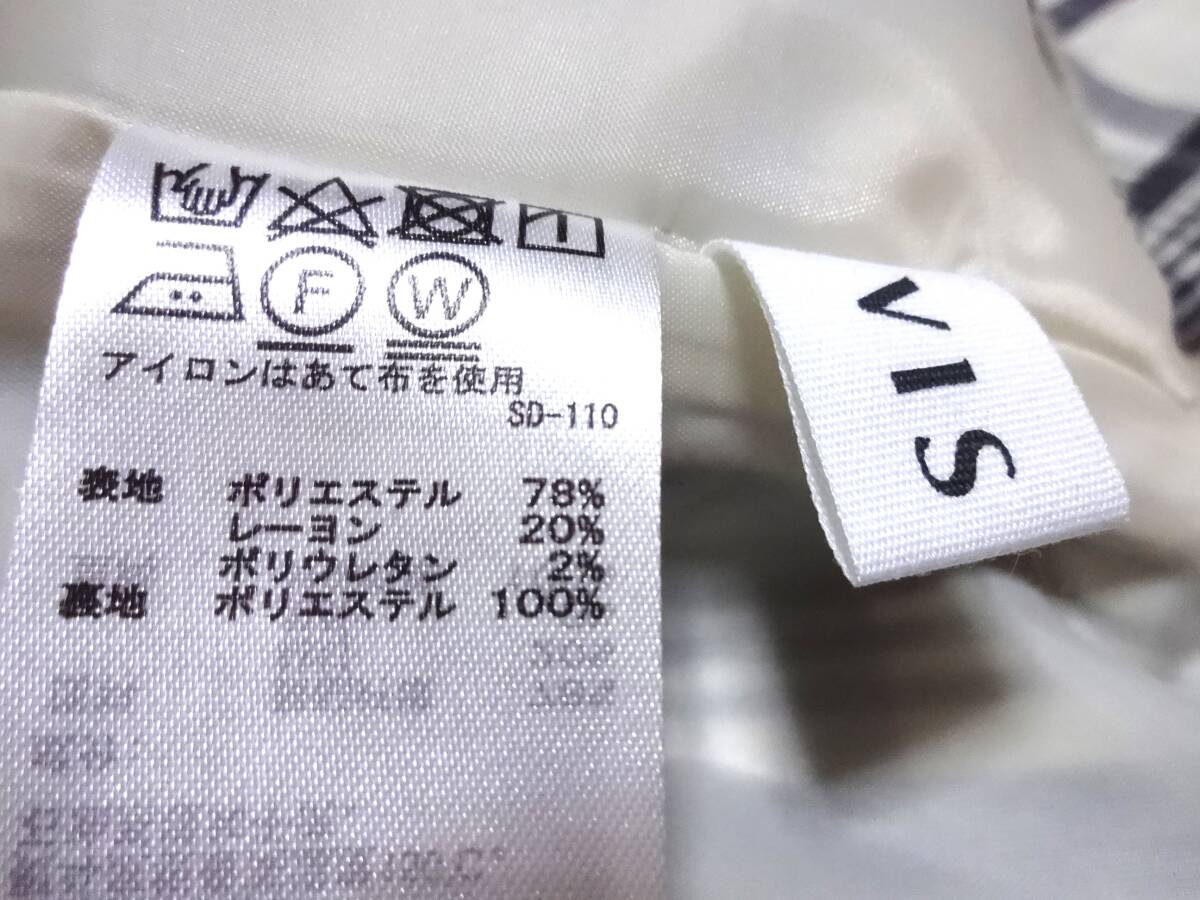 F W
アイロンはあて布を使用
SD-110
表地 ポリエステル 78%
レーヨン 20%
ポリウレタン 2%
裏地 ポリエステル 100%
VIS